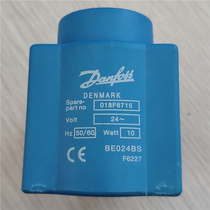 Danfoss
DENMARK
Spare-
part no 018F6715
Volt 24~
Hz 50/60 Watt 10
CE BE024BS
F6227